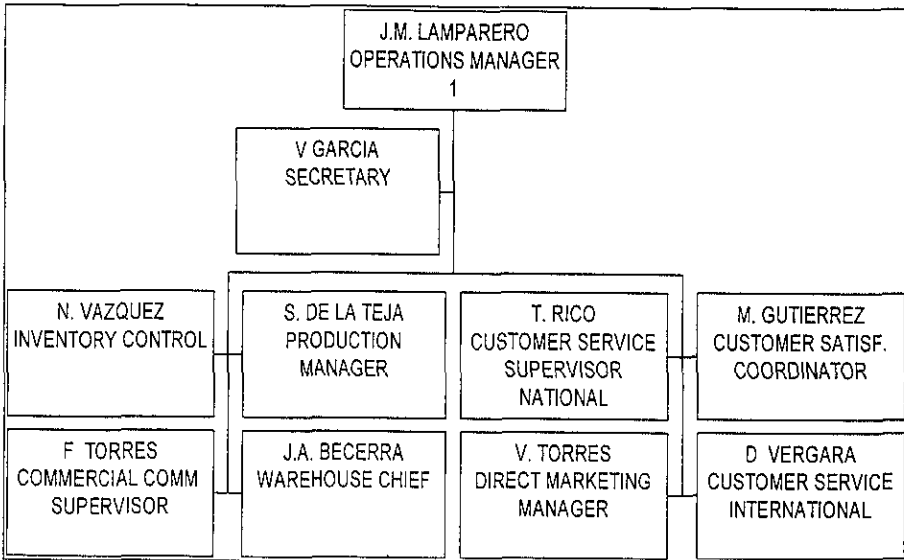 J.M. LAMPARERO
OPERATIONS MANAGER
1
V GARCIA
SECRETARY
N. VAZQUEZ
INVENTORY CONTROL
S. DE LA TEJA
PRODUCTION
MANAGER
T. RICO
CUSTOMER SERVICE
SUPERVISOR
NATIONAL
M. GUTIERREZ
CUSTOMER SATISF.
COORDINATOR
F TORRES
COMMERCIAL COMM
SUPERVISOR
J.A. BECERRA
WAREHOUSE CHIEF
V. TORRES
DIRECT MARKETING
MANAGER
D VERGARA
CUSTOMER SERVICE
INTERNATIONAL